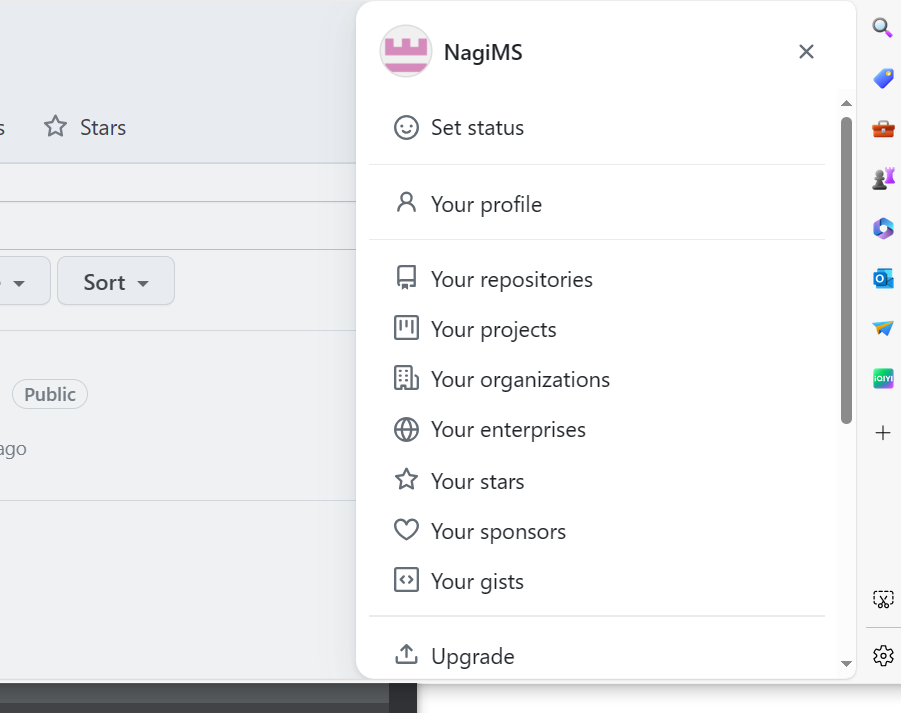 NagiMS
Set status
s
Stars
Your profile
Your repositories
Sort
Your projects
Your organizations
Public
Your enterprises
ago
Your stars
Your sponsors
Your gists
Upgrade
iQIYI